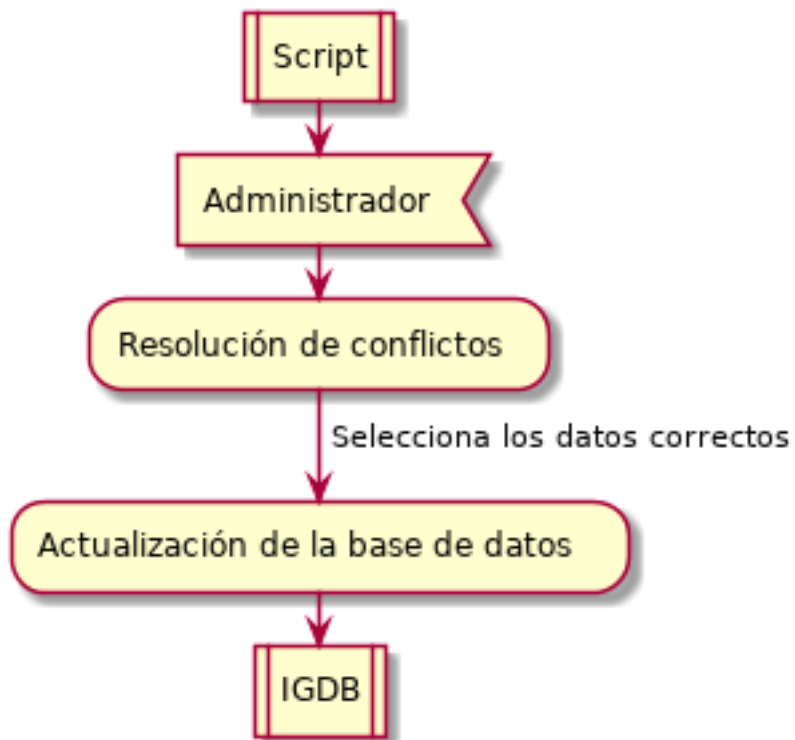 Script
Administrador
Resolución de conflictos
Selecciona los datos correctos
Actualización de la base de datos
IGDB